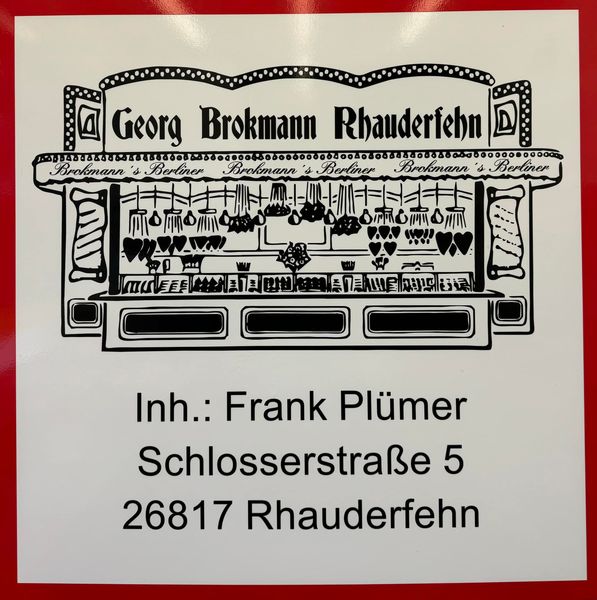 Georg Brokmann Rhauderfehn
Brokmann's Berliner Brokmann's Berliner Brokmann's Berliner
Inh.: Frank Plümer
Schlosserstraße 5
26817 Rhauderfehn